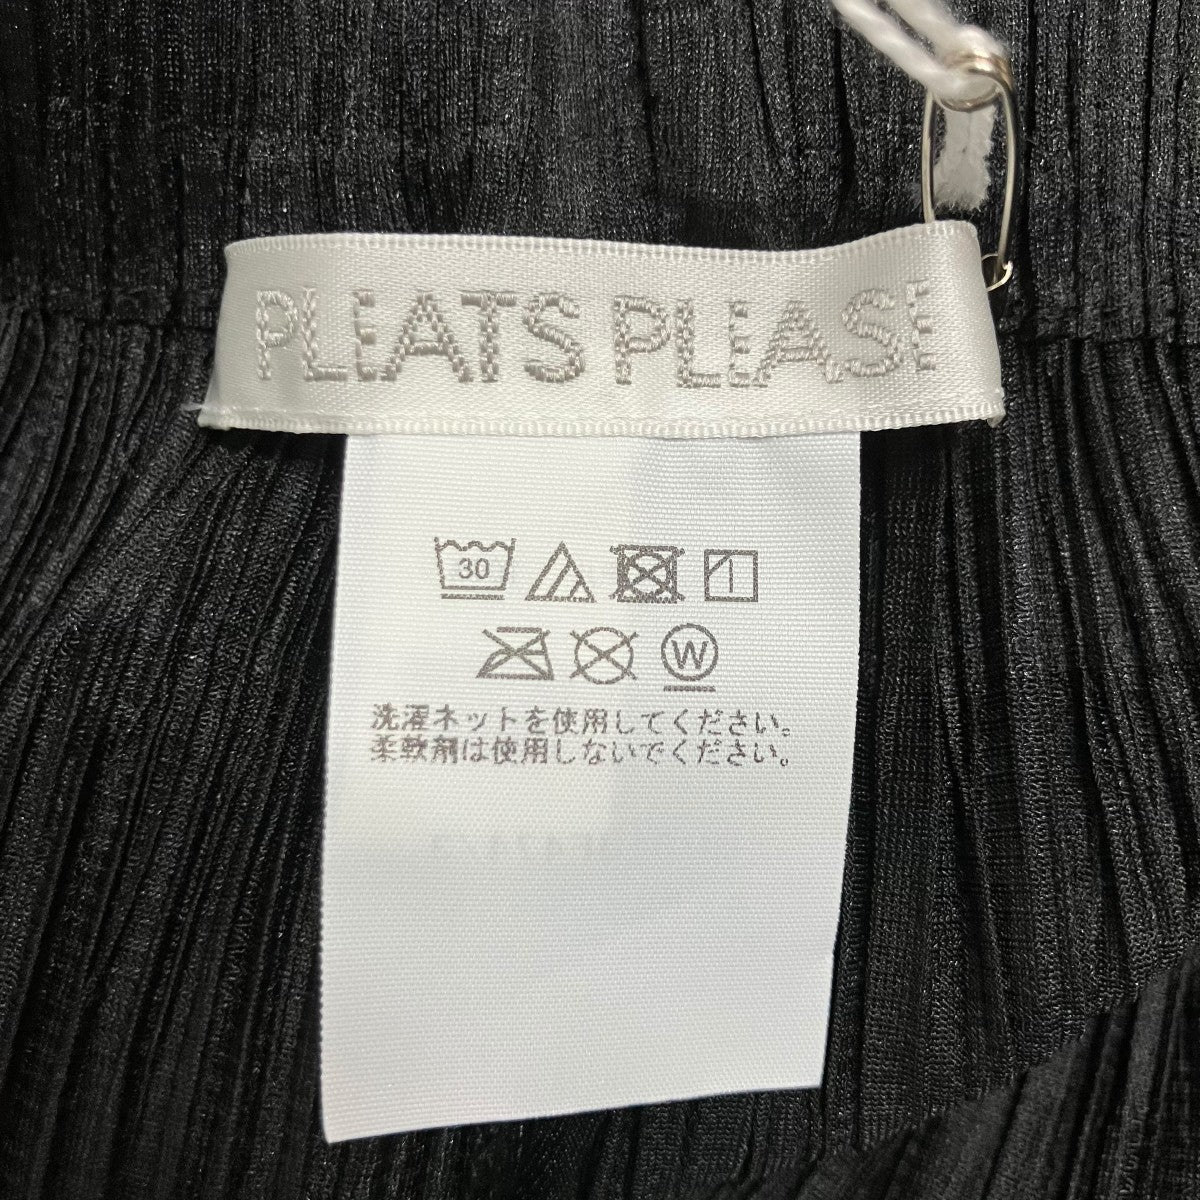 PLEATS PLEASE
30
W
洗濯ネットを使用してください。
柔軟剤は使用しないでください。